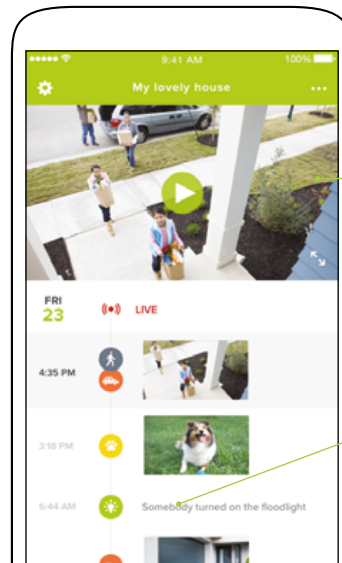 9:41 AM
100%
My lovely house
FRI
23
LIVE
4:35 PM
3:18 PM
6:44 AM
Somebody turned on the floodlight